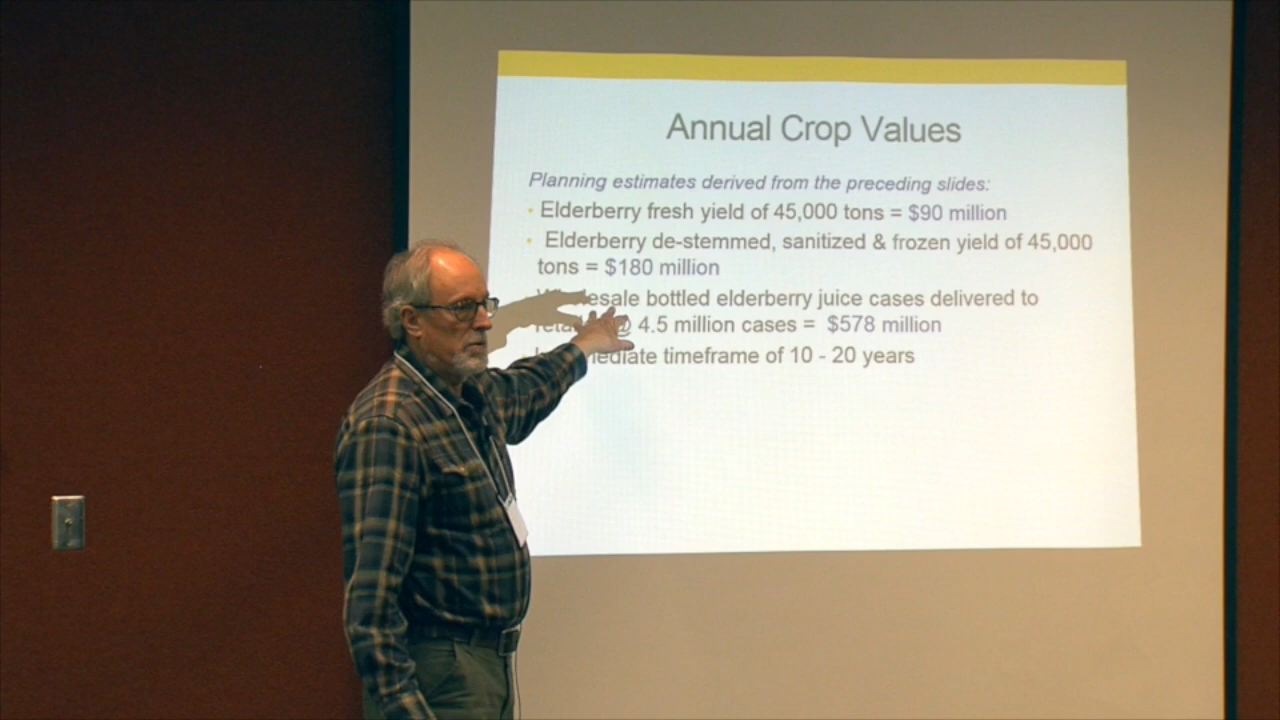 Annual Crop Values
Planning estimates derived from the preceding slides:
• Elderberry fresh yield of 45,000 tons = $90 million
• Elderberry de-stemmed, sanitized & frozen yield of 45,000
tons = $180 million
Wholesale bottled elderberry juice cases delivered to
@ 4.5 million cases = $578 million
timeframe of 10 - 20 years